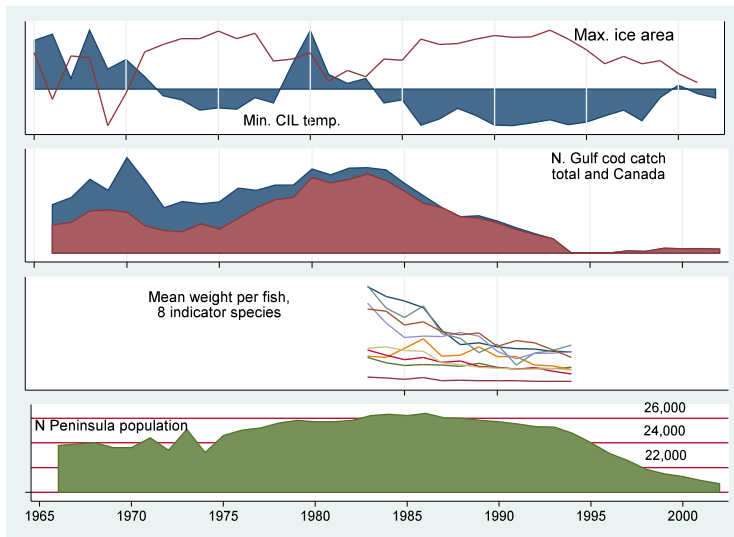 Max. ice area
Min. CIL temp.
N. Gulf cod catch
total and Canada
Mean weight per fish,
8 indicator species
N Peninsula population
26,000
24,000
22,000
1965 1970 1975 1980 1985 1990 1995 2000